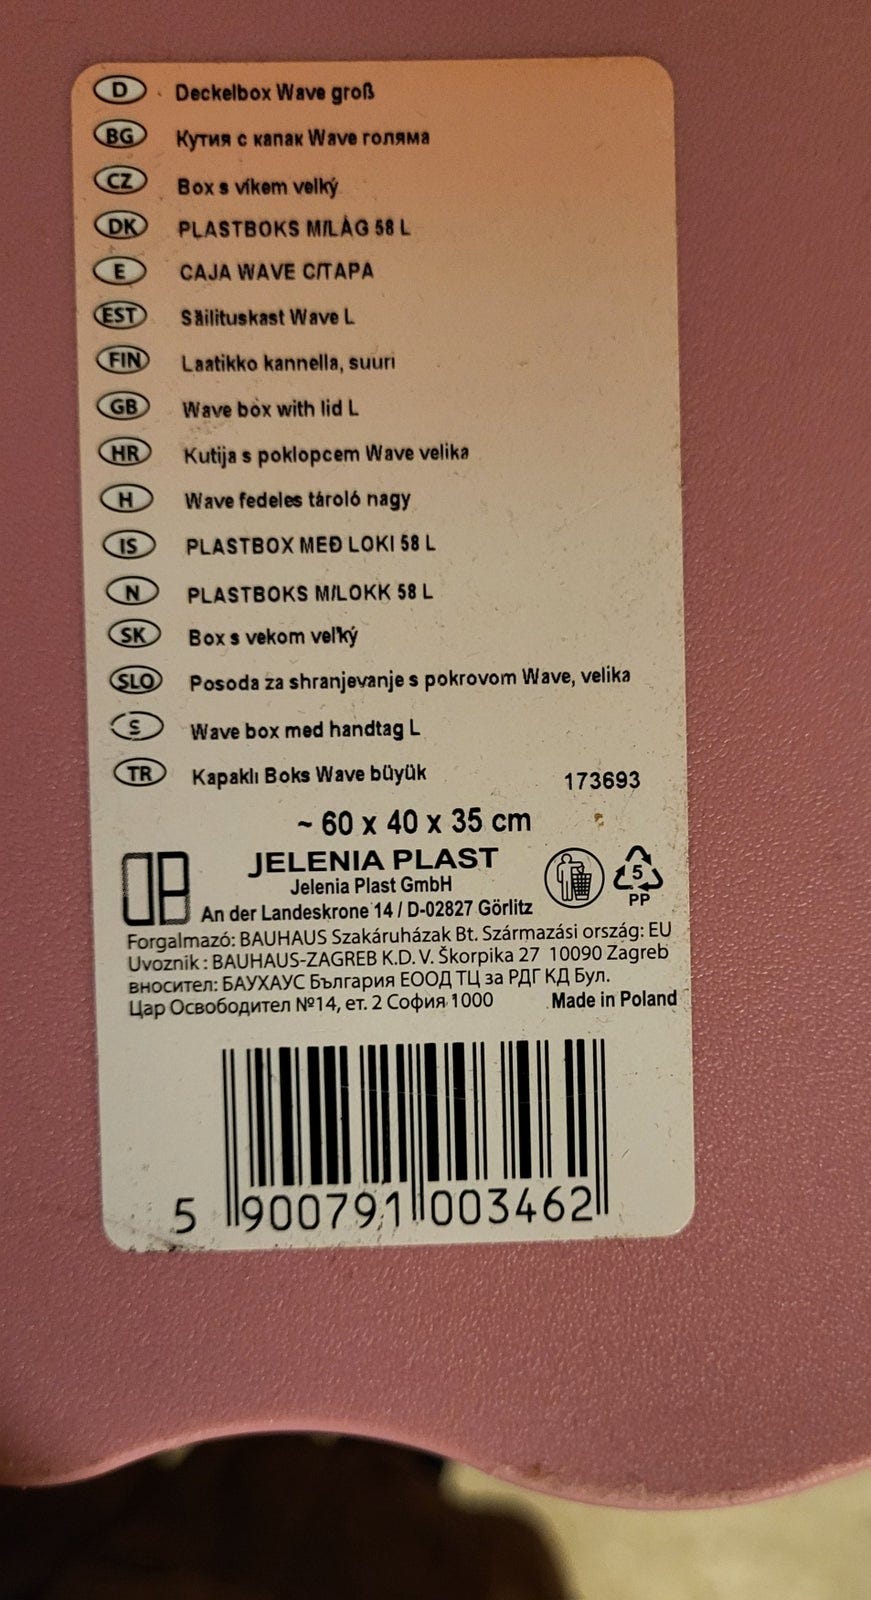 D Deckelbox Wave groß
BG Кутия с капак Wave голяма
CZ Box s víkem velký
DK PLASTBOKS M/LÅG 58 L
E CAJA WAVE C/TAPA
EST Säilituskast Wave L
FIN Laatikko kannella, suuri
GB Wave box with lid L
HR Kutija s poklopcem Wave velika
H Wave fedeles tároló nagy
IS PLASTBOX MEÐ LOKI 58 L
N PLASTBOKS M/LOKK 58 L
SK Box s vekom veľký
SLO Posoda za shranjevanje s pokrovom Wave, velika
S Wave box med handtag L
TR Kapaklı Boks Wave büyük 173693
~ 60 x 40 x 35 cm
JELENIA PLAST
Jelenia Plast GmbH
An der Landeskrone 14 / D-02827 Görlitz
5
PP
Forgalmazó: BAUHAUS Szakáruházak Bt. Származási ország: EU
Uvoznik : BAUHAUS-ZAGREB K.D. V. Škorpika 27 10090 Zagreb
вносител: БАУХАУС България ЕООД ТЦ за РДГ КД Бул.
Цар Освободител №14, ет. 2 София 1000 Made in Poland
5 900791 003462